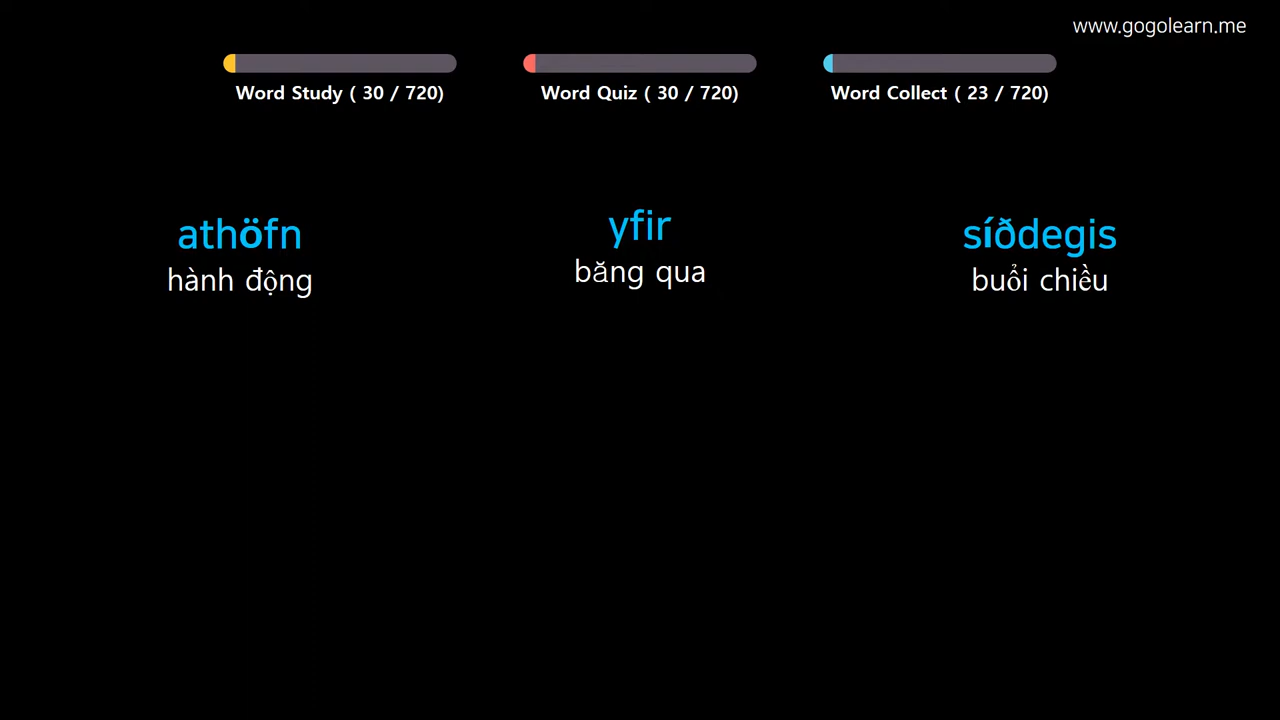 www.gogolearn.me
Word Study ( 30 / 720)
Word Quiz ( 30 / 720)
Word Collect ( 23 / 720)
athöfn
hành động
yfir
băng qua
síðdegis
buổi chiều